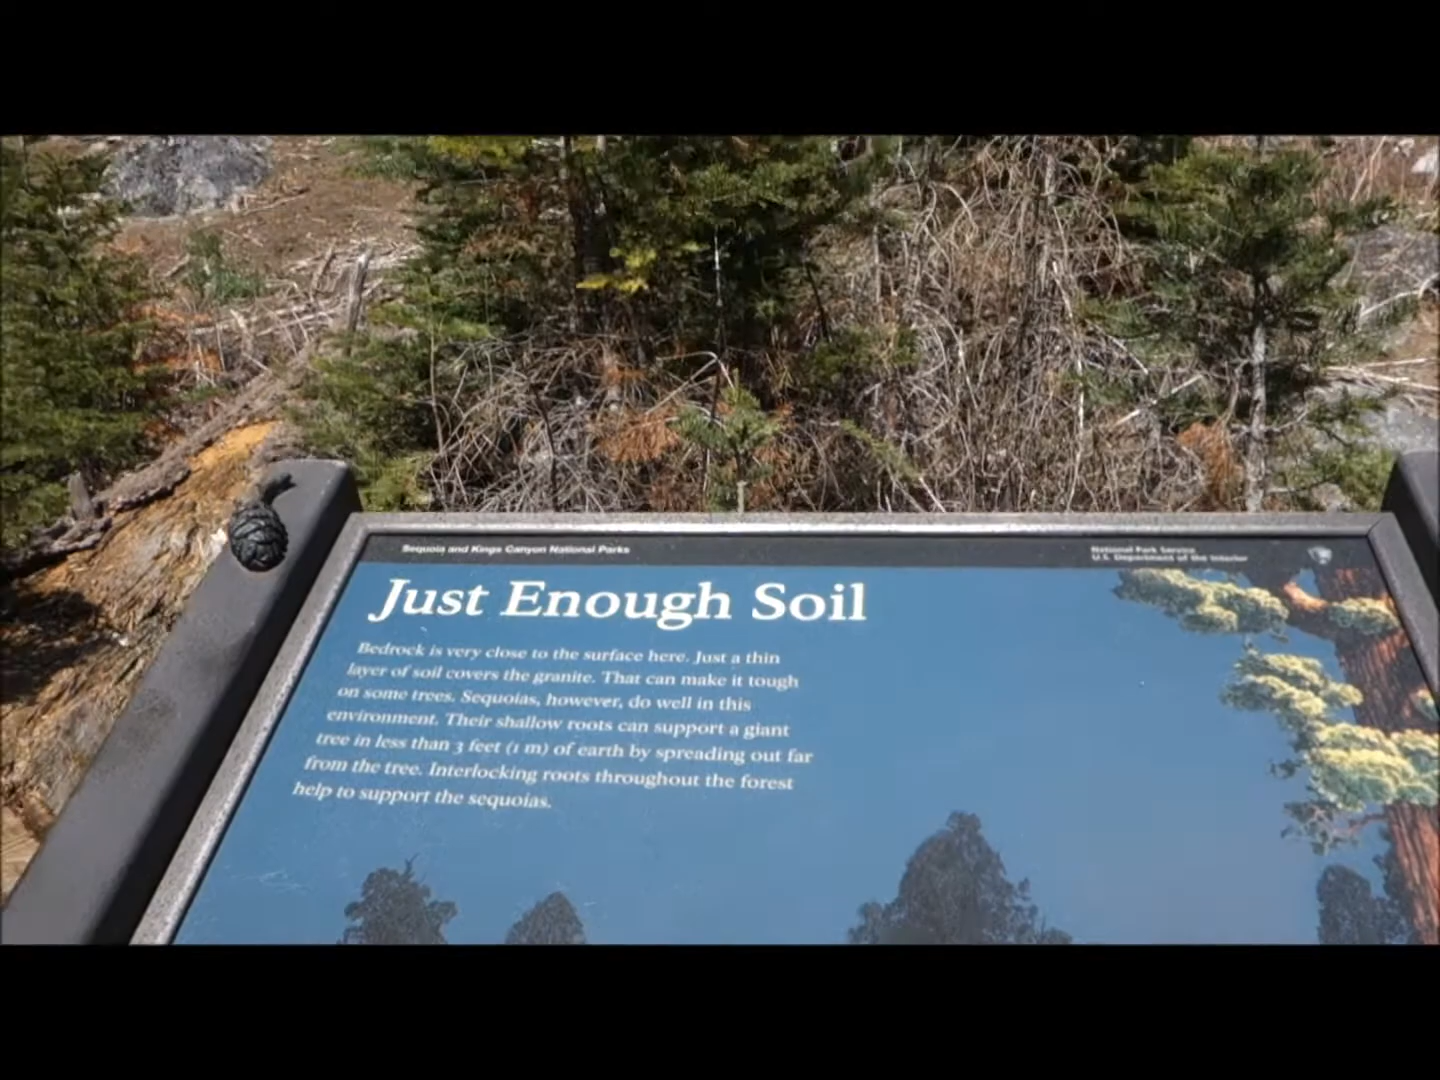 Sequoia and Kings Canyon National Parks
National Park Service
U.S. Department of the Interior
Just Enough Soil
Bedrock is very close to the surface here. Just a thin
layer of soil covers the granite. That can make it tough
on some trees. Sequoias, however, do well in this
environment. Their shallow roots can support a giant
tree in less than 3 feet (1 m) of earth by spreading out far
from the tree. Interlocking roots throughout the forest
help to support the sequoias.